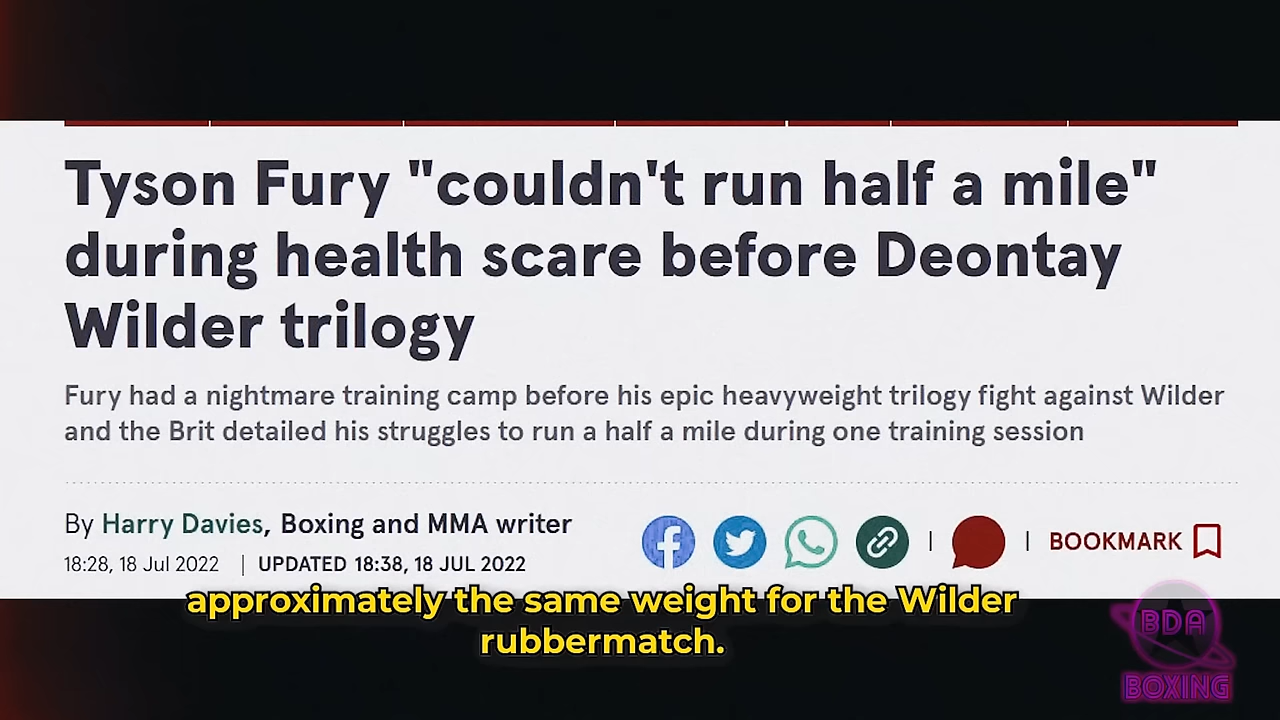 Tyson Fury "couldn't run half a mile"
during health scare before Deontay
Wilder trilogy
Fury had a nightmare training camp before his epic heavyweight trilogy fight against Wilder
and the Brit detailed his struggles to run a half a mile during one training session
By Harry Davies, Boxing and MMA writer
18:28, 18 Jul 2022 | UPDATED 18:38, 18 JUL 2022
| | BOOKMARK
approximately the same weight for the Wilder
rubbermatch.
BDA
BOXING